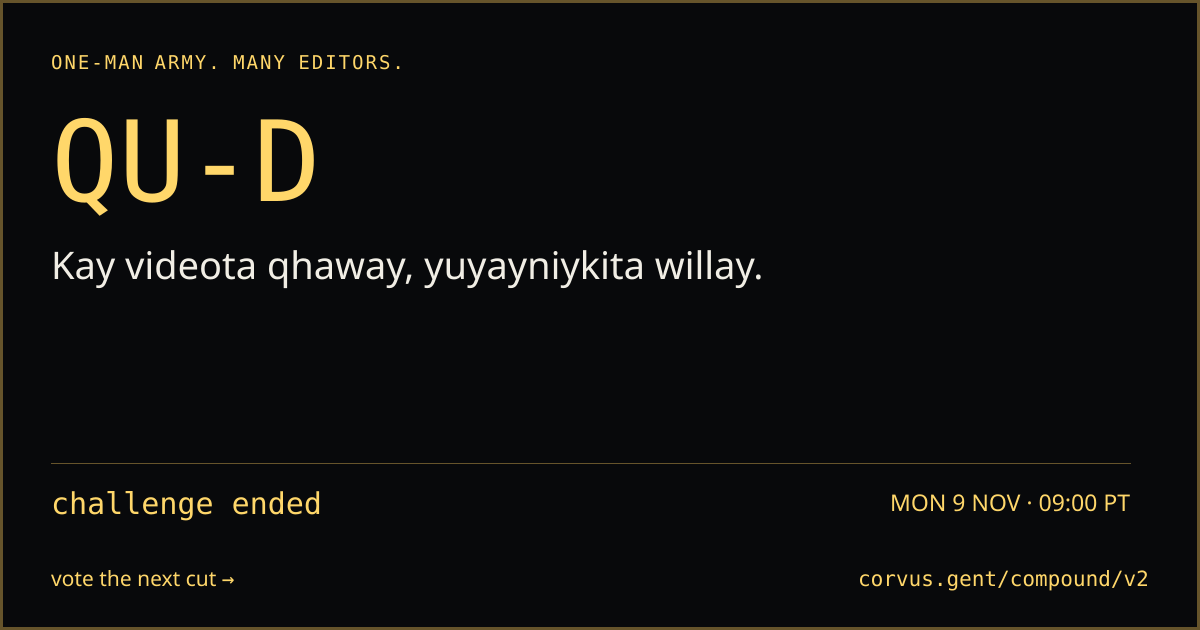 ONE-MAN ARMY. MANY EDITORS.
QU-D
Kay videota qhaway, yuyayniykita willay.
challenge ended
MON 9 NOV · 09:00 PT
vote the next cut →
corvus.gent/compound/v2